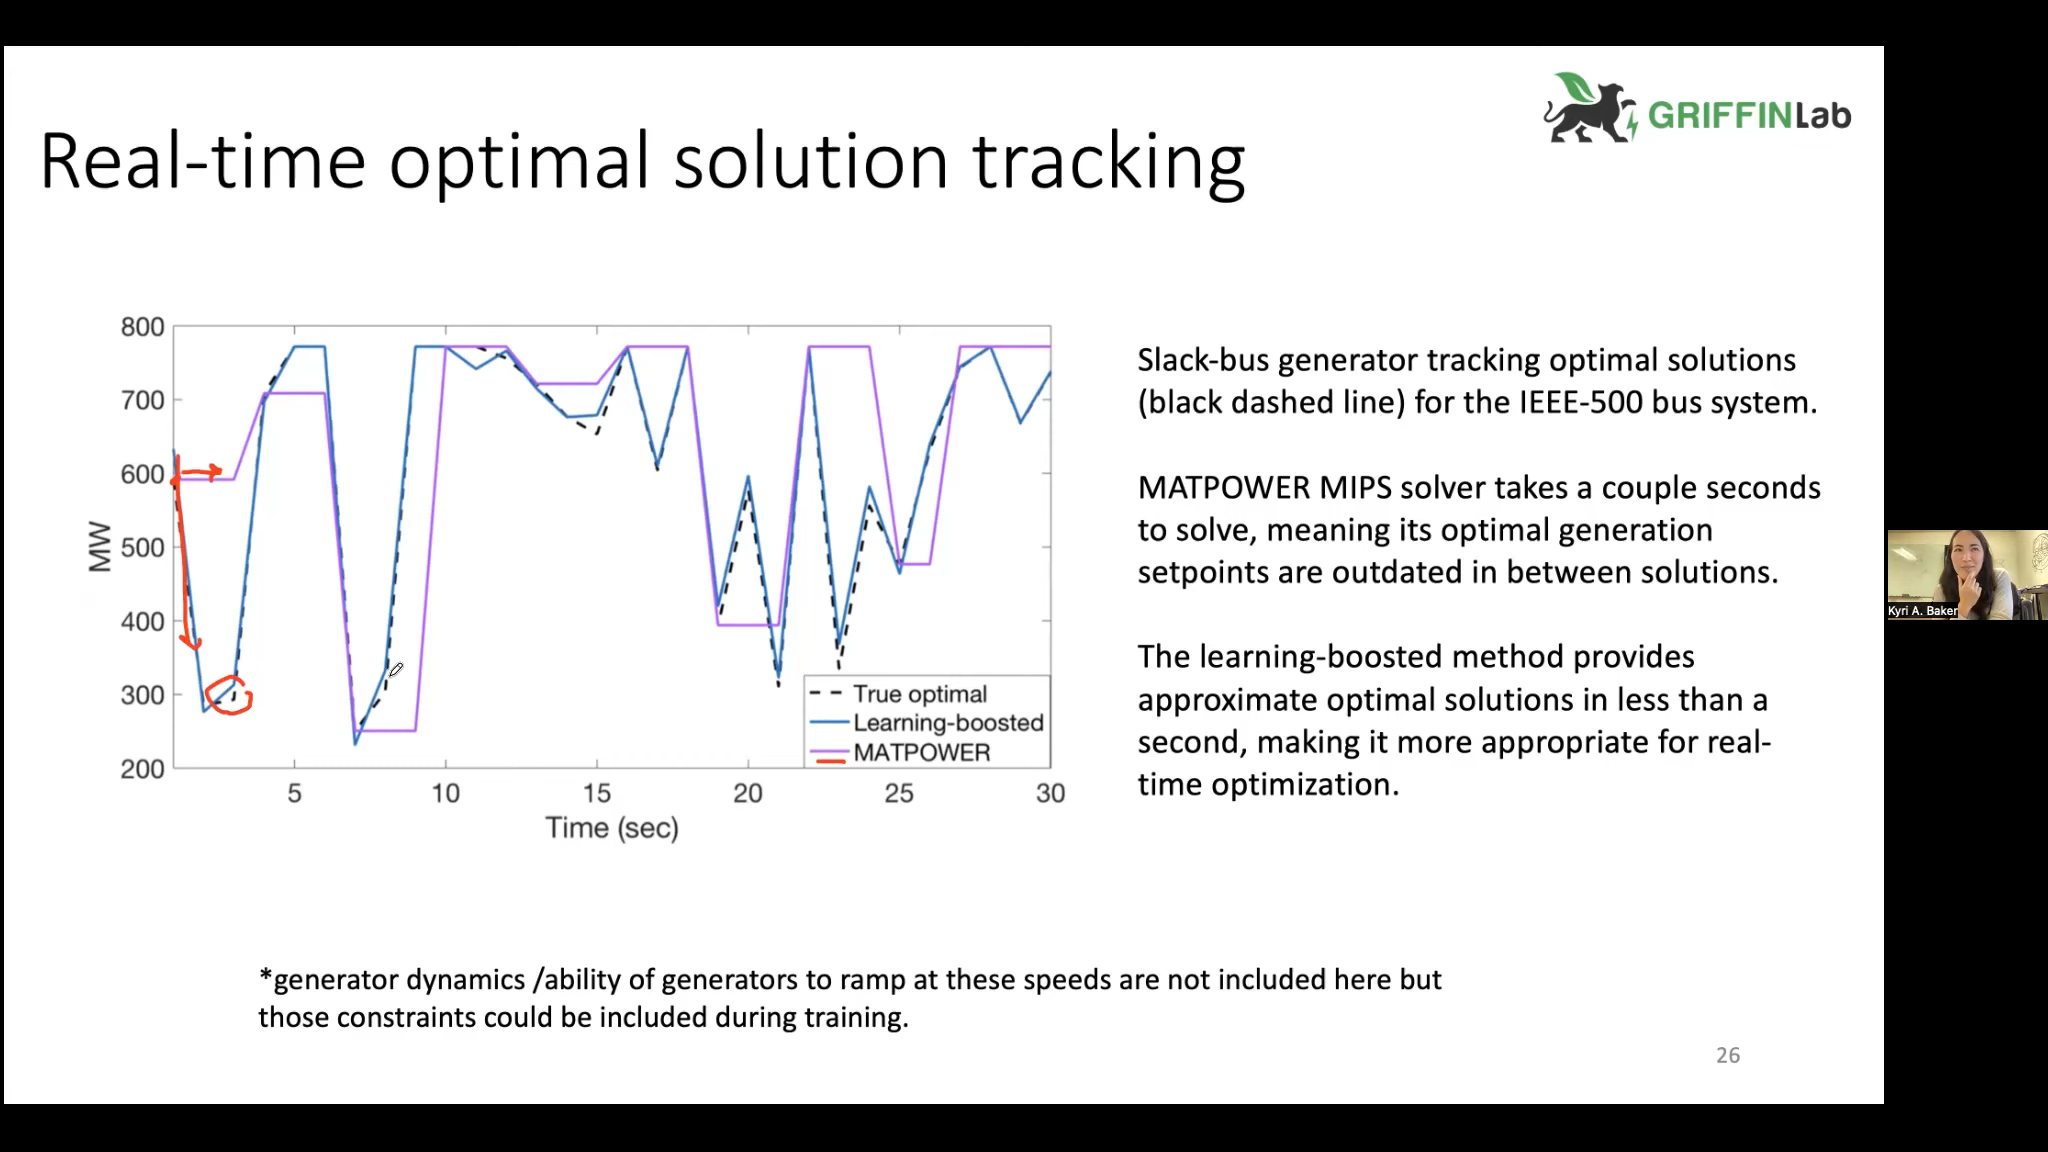 GRIFFINLab
Real-time optimal solution tracking
800
700
600
500
400
300
200
MW
5
10
15
20
25
30
Time (sec)
True optimal
Learning-boosted
MATPOWER
Slack-bus generator tracking optimal solutions
(black dashed line) for the IEEE-500 bus system.
MATPOWER MIPS solver takes a couple seconds
to solve, meaning its optimal generation
setpoints are outdated in between solutions.
The learning-boosted method provides
approximate optimal solutions in less than a
second, making it more appropriate for real-
time optimization.
Kyri A. Baker
*generator dynamics /ability of generators to ramp at these speeds are not included here but
those constraints could be included during training.
26